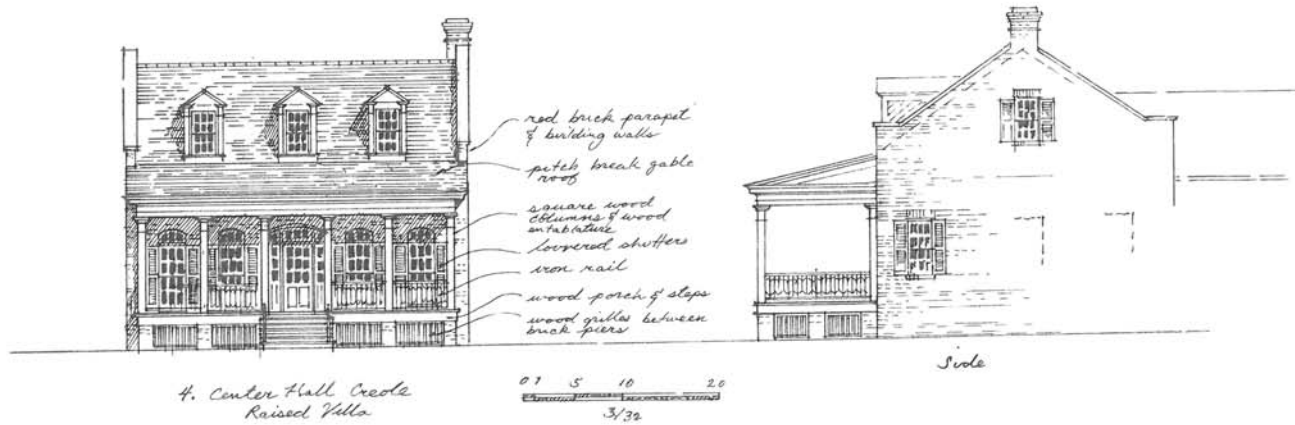 red brick parapet
& building walls
pitch break gable
roof
square wood
columns & wood
entablature
louvered shutters
iron rail
wood porch & steps
wood grilles between
brick piers
Side
4. Center Hall Creole
Raised Villa
0 1 5 10 20
3/32